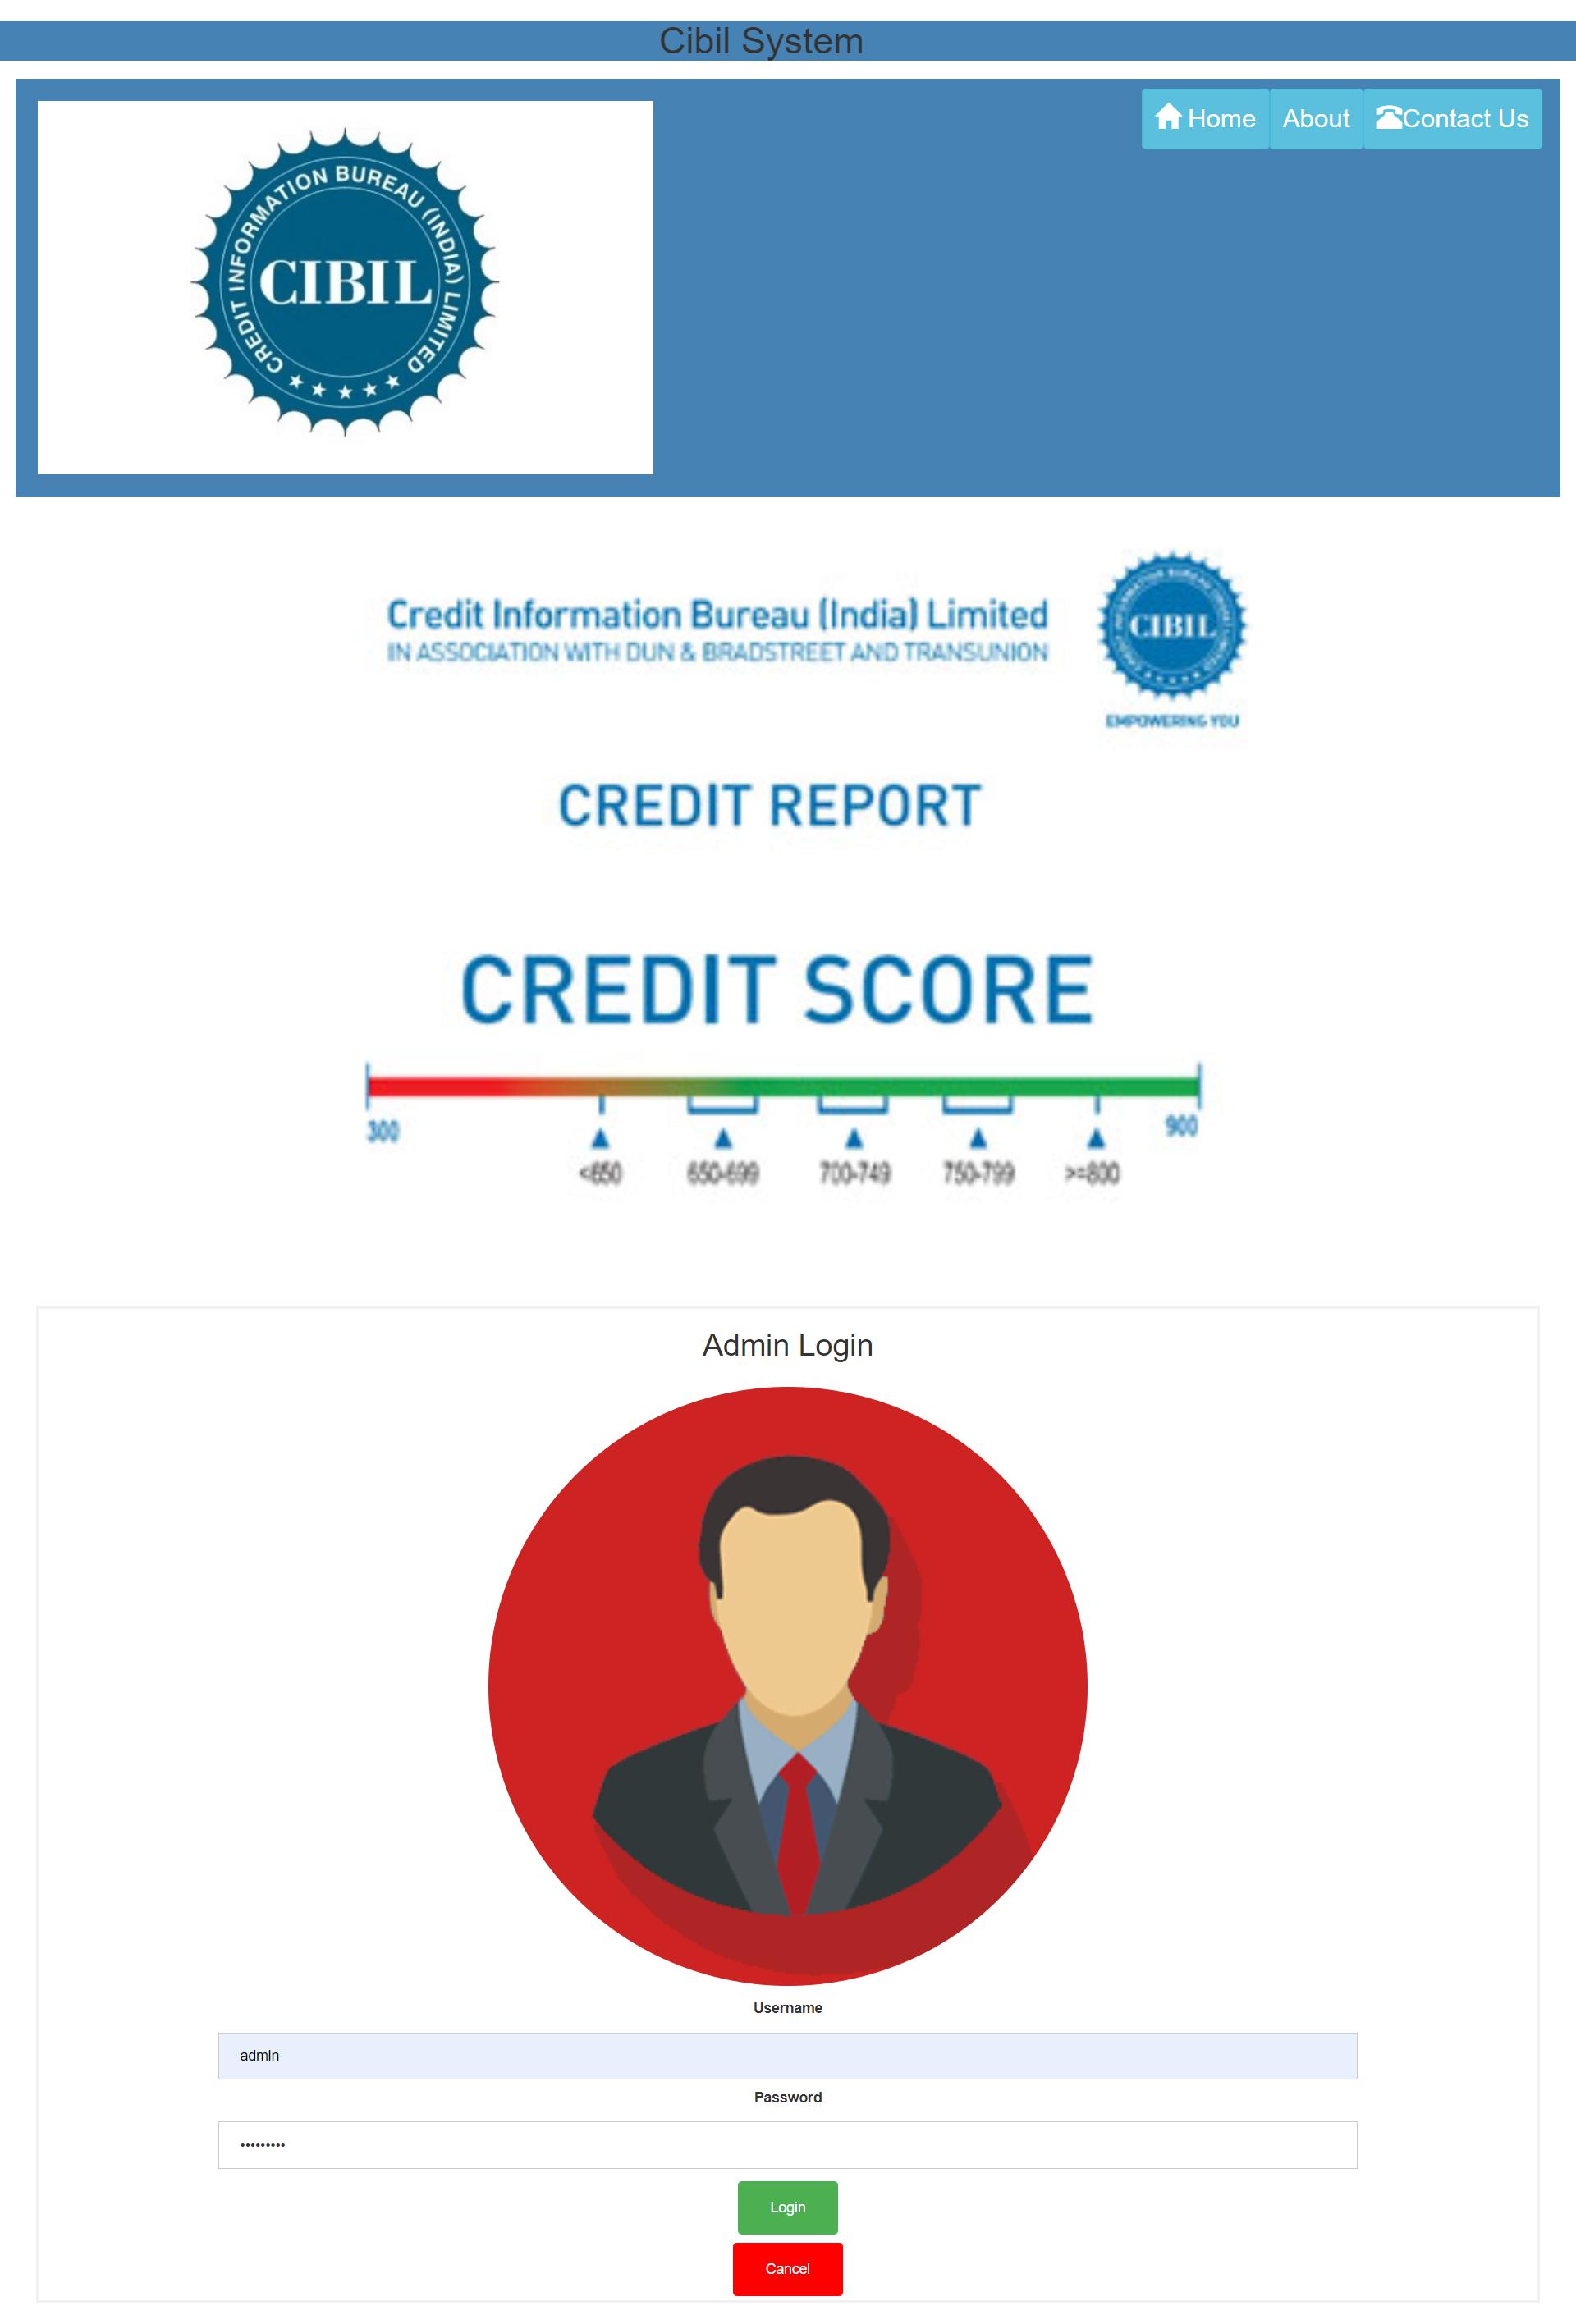 Cibil System
Home
About
Contact Us
CREDIT INFORMATION BUREAU (INDIA) LIMITED
CIBIL
Credit Information Bureau (India) Limited
IN ASSOCIATION WITH DUN & BRADSTREET AND TRANSUNION
CIBIL
EMPOWERING YOU
CREDIT REPORT
CREDIT SCORE
300
900
<650
650-699
700-749
750-799
>=800
Admin Login
Username
admin
Password
•••••••••
Login
Cancel